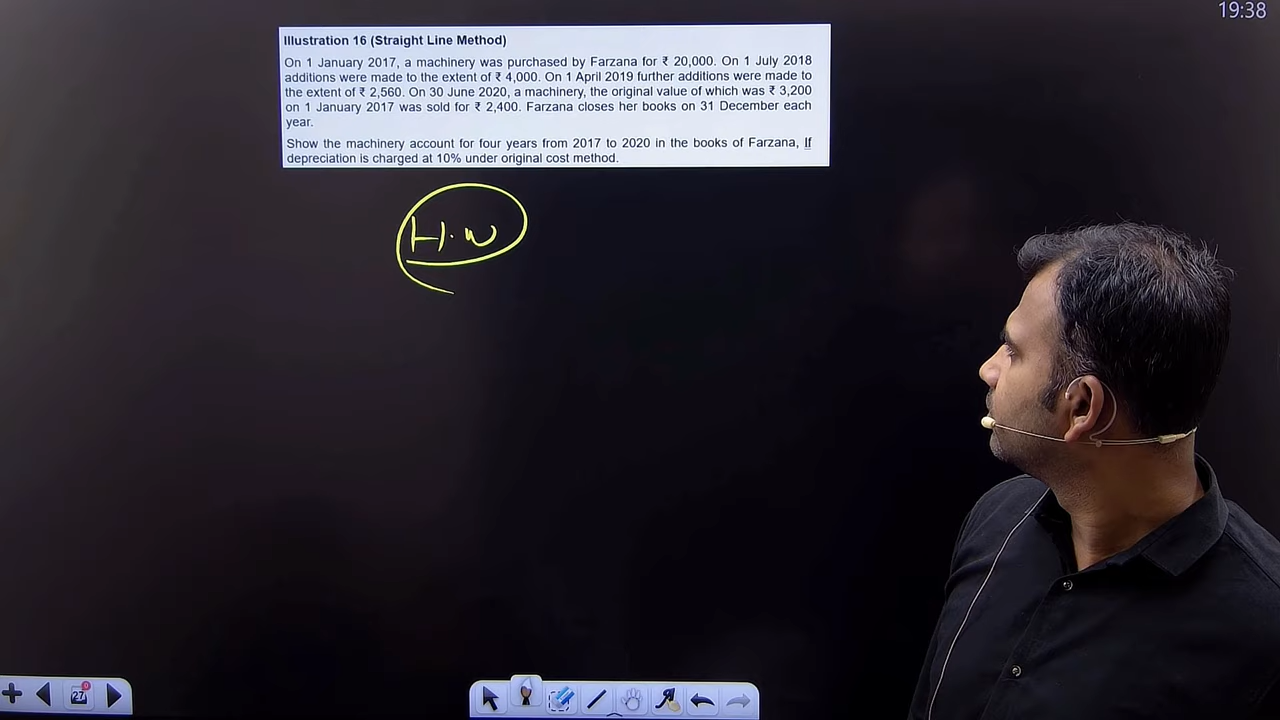 19:38
Illustration 16 (Straight Line Method)
On 1 January 2017, a machinery was purchased by Farzana for ₹ 20,000. On 1 July 2018
additions were made to the extent of ₹ 4,000. On 1 April 2019 further additions were made to
the extent of ₹ 2,560. On 30 June 2020, a machinery, the original value of which was ₹ 3,200
on 1 January 2017 was sold for ₹ 2,400. Farzana closes her books on 31 December each
year.
Show the machinery account for four years from 2017 to 2020 in the books of Farzana, If
depreciation is charged at 10% under original cost method.
H.W
27